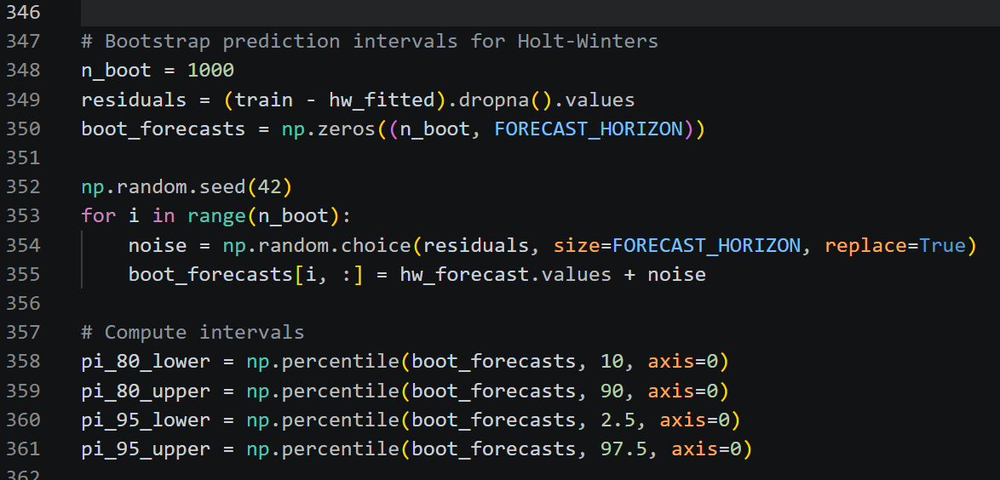 346
347 # Bootstrap prediction intervals for Holt-Winters
348 n_boot = 1000
349 residuals = (train - hw_fitted).dropna().values
350 boot_forecasts = np.zeros((n_boot, FORECAST_HORIZON))
351
352 np.random.seed(42)
353 for i in range(n_boot):
354     noise = np.random.choice(residuals, size=FORECAST_HORIZON, replace=True)
355     boot_forecasts[i, :] = hw_forecast.values + noise
356
357 # Compute intervals
358 pi_80_lower = np.percentile(boot_forecasts, 10, axis=0)
359 pi_80_upper = np.percentile(boot_forecasts, 90, axis=0)
360 pi_95_lower = np.percentile(boot_forecasts, 2.5, axis=0)
361 pi_95_upper = np.percentile(boot_forecasts, 97.5, axis=0)
362